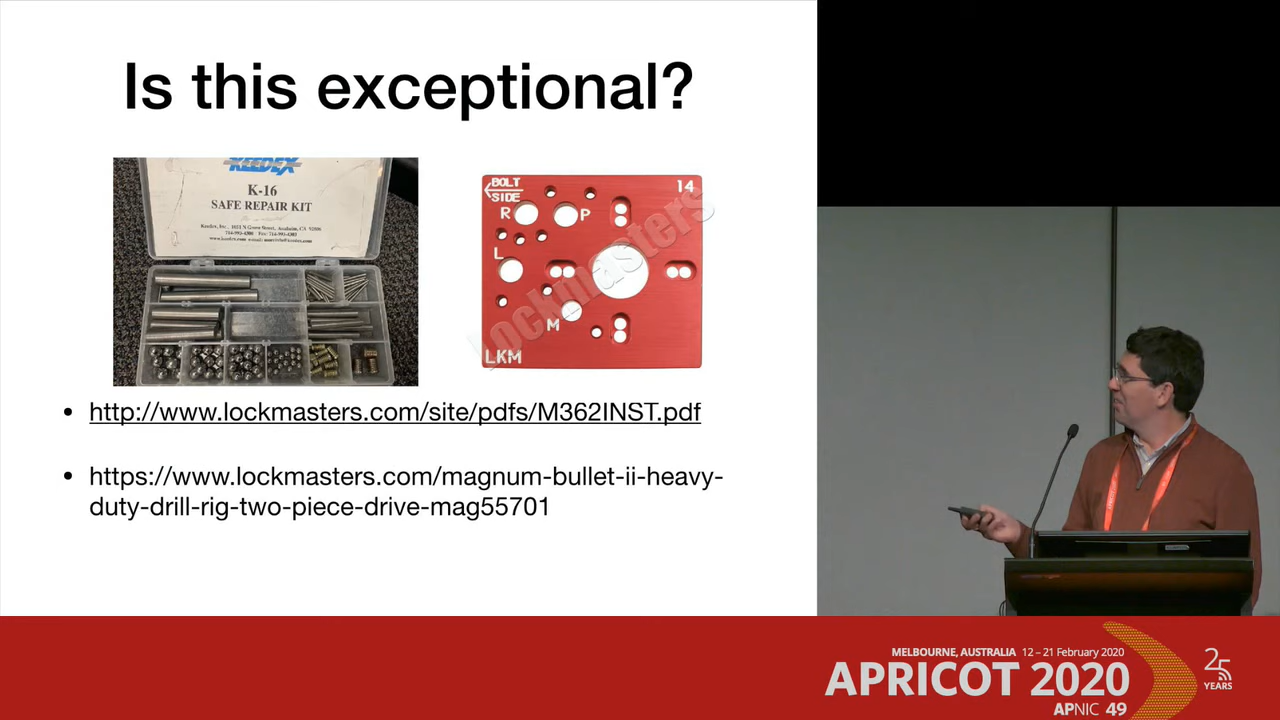 Is this exceptional?
KEEDEX
K-16
SAFE REPAIR KIT
BOLT
SIDE
14
R
P
L
M
LKM
Lockmasters
• http://www.lockmasters.com/site/pdfs/M362INST.pdf
• https://www.lockmasters.com/magnum-bullet-ii-heavy-
duty-drill-rig-two-piece-drive-mag55701
MELBOURNE, AUSTRALIA 12 – 21 February 2020
APRICOT 2020
APNIC 49
25
YEARS